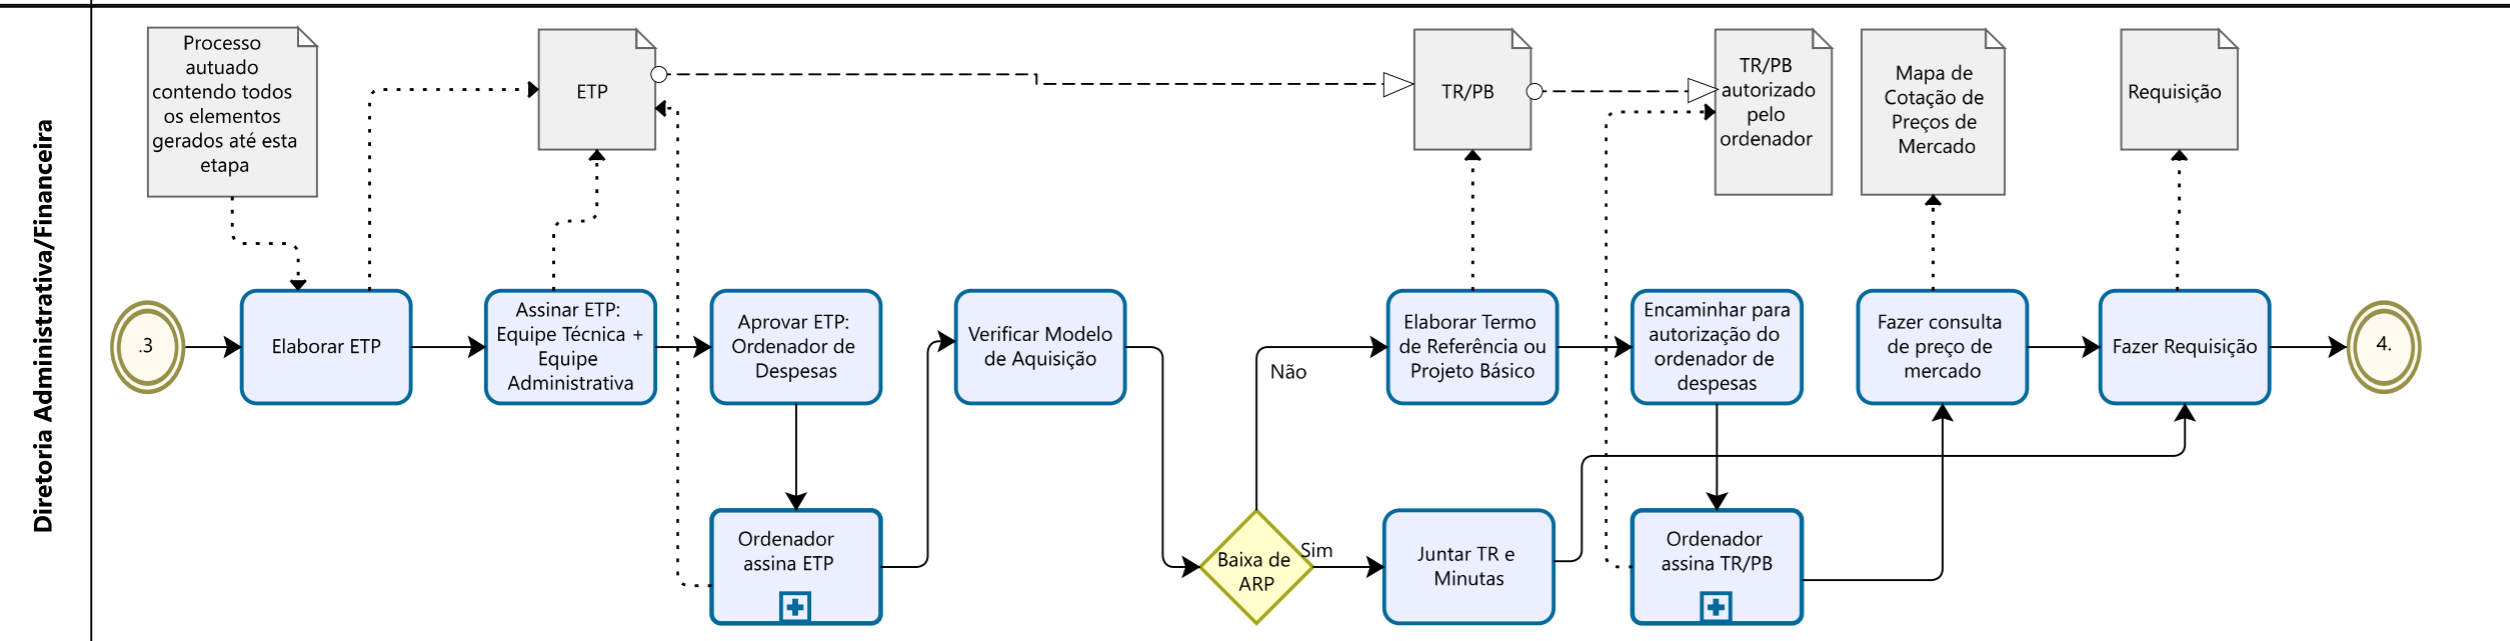 Diretoria Administrativa/Financeira
Processo
autuado
contendo todos
os elementos
gerados até esta
etapa
ETP
TR/PB
TR/PB
autorizado
pelo
ordenador
Mapa de
Cotação de
Preços de
Mercado
Requisição
.3
Elaborar ETP
Assinar ETP:
Equipe Técnica +
Equipe
Administrativa
Aprovar ETP:
Ordenador de
Despesas
Verificar Modelo
de Aquisição
Não
Elaborar Termo
de Referência ou
Projeto Básico
Encaminhar para
autorização do
ordenador de
despesas
Fazer consulta
de preço de
mercado
Fazer Requisição
4.
Ordenador
assina ETP
Baixa de
ARP
Sim
Juntar TR e
Minutas
Ordenador
assina TR/PB